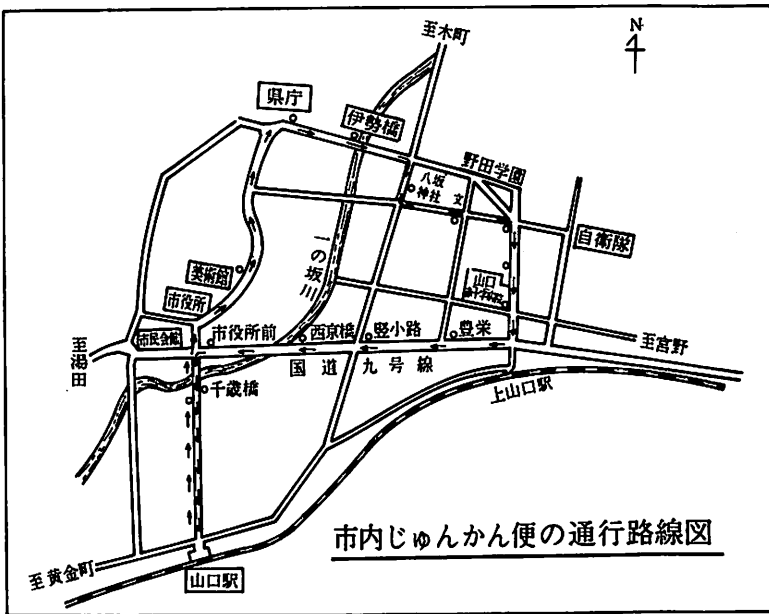 至木町
N
県庁
伊勢橋
野田学園
八坂
神社
文
自衛隊
一の坂川
美術館
山口
市役所
市民会館
市役所前
西京橋
竪小路
豊栄
至宮野
至湯田
国道九号線
千歳橋
上山口駅
市内じゅんかん便の通行路線図
至黄金町
山口駅